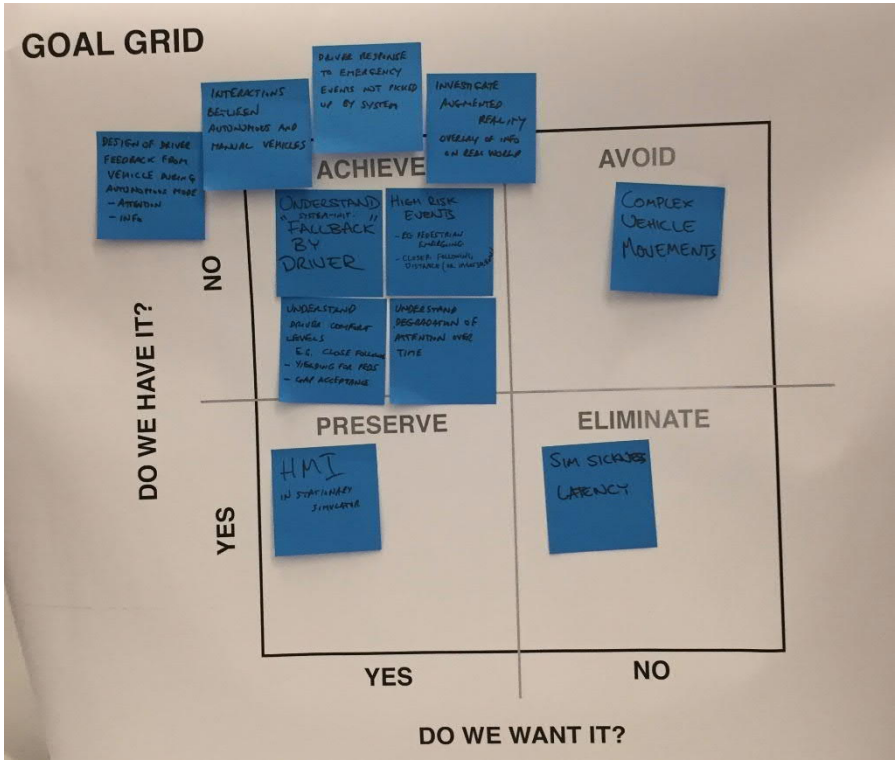 GOAL GRID
DESIGN OF DRIVER
FEEDBACK FROM
VEHICLE DURING
AUTONOMOUS MODE
- ATTENTION
- INFO
INTERACTIONS
BETWEEN
AUTONOMOUS AND
MANUAL VEHICLES
DRIVER RESPONSE
TO EMERGENCY
EVENTS NOT PICKED
UP BY SYSTEM
INVESTIGATE
AUGMENTED
REALITY
OVERLAY OF INFO
ON REAL WORLD
ACHIEVE
AVOID
UNDERSTAND
FALLBACK
BY
DRIVER
HIGH RISK
EVENTS
PEDESTRIAN
EMERGING
- CLOSER FOLLOWING
DISTANCE
COMPLEX
VEHICLE
MOVEMENTS
UNDERSTAND
DRIVER COMFORT
LEVELS
E.G. CLOSE FOLLOW
- YIELDING FOR PEDS
- GAP ACCEPTANCE
UNDERSTAND
DEGRADATION OF
ATTENTION OVER
TIME
PRESERVE
ELIMINATE
HMI
IN STATIONARY
SIMULATOR
SIM SICKNESS
LATENCY
DO WE HAVE IT?
NO
YES
YES
NO
DO WE WANT IT?